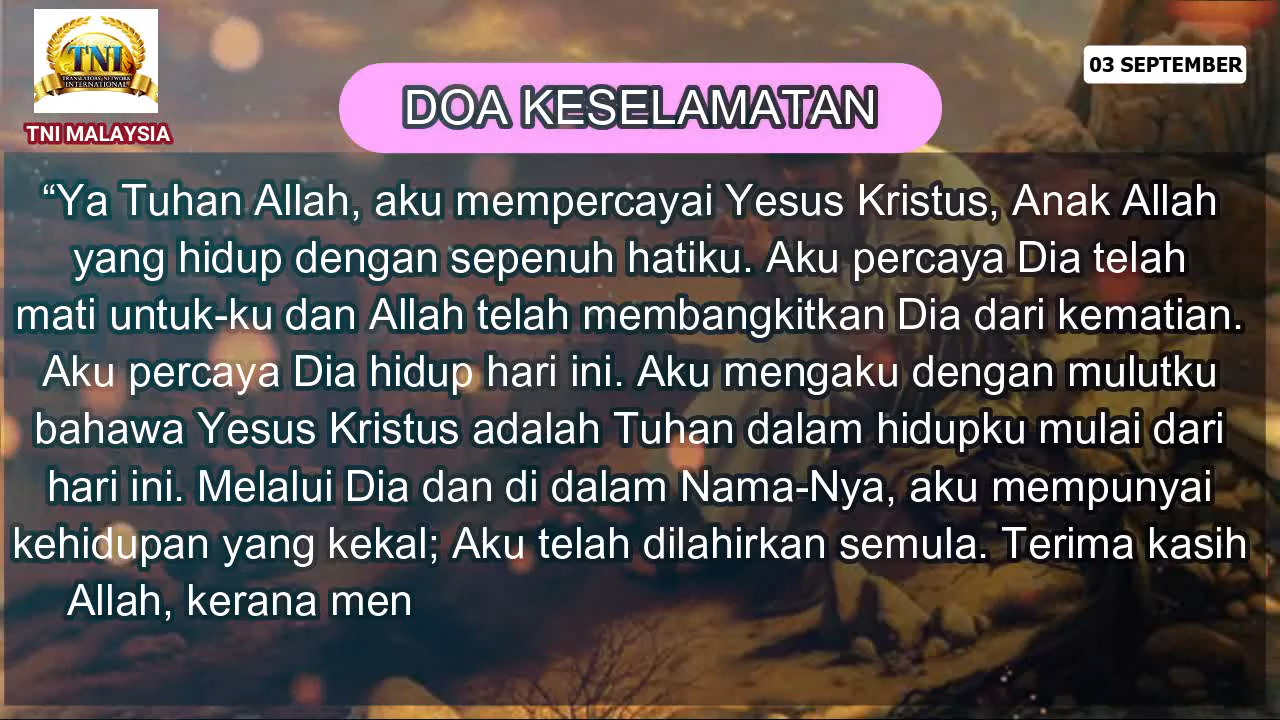 TNI
TRANSLATORS NETWORK
INTERNATIONAL
TNI MALAYSIA
03 SEPTEMBER
DOA KESELAMATAN
“Ya Tuhan Allah, aku mempercayai Yesus Kristus, Anak Allah
yang hidup dengan sepenuh hatiku. Aku percaya Dia telah
mati untuk-ku dan Allah telah membangkitkan Dia dari kematian.
Aku percaya Dia hidup hari ini. Aku mengaku dengan mulutku
bahawa Yesus Kristus adalah Tuhan dalam hidupku mulai dari
hari ini. Melalui Dia dan di dalam Nama-Nya, aku mempunyai
kehidupan yang kekal; Aku telah dilahirkan semula. Terima kasih
Allah, kerana men